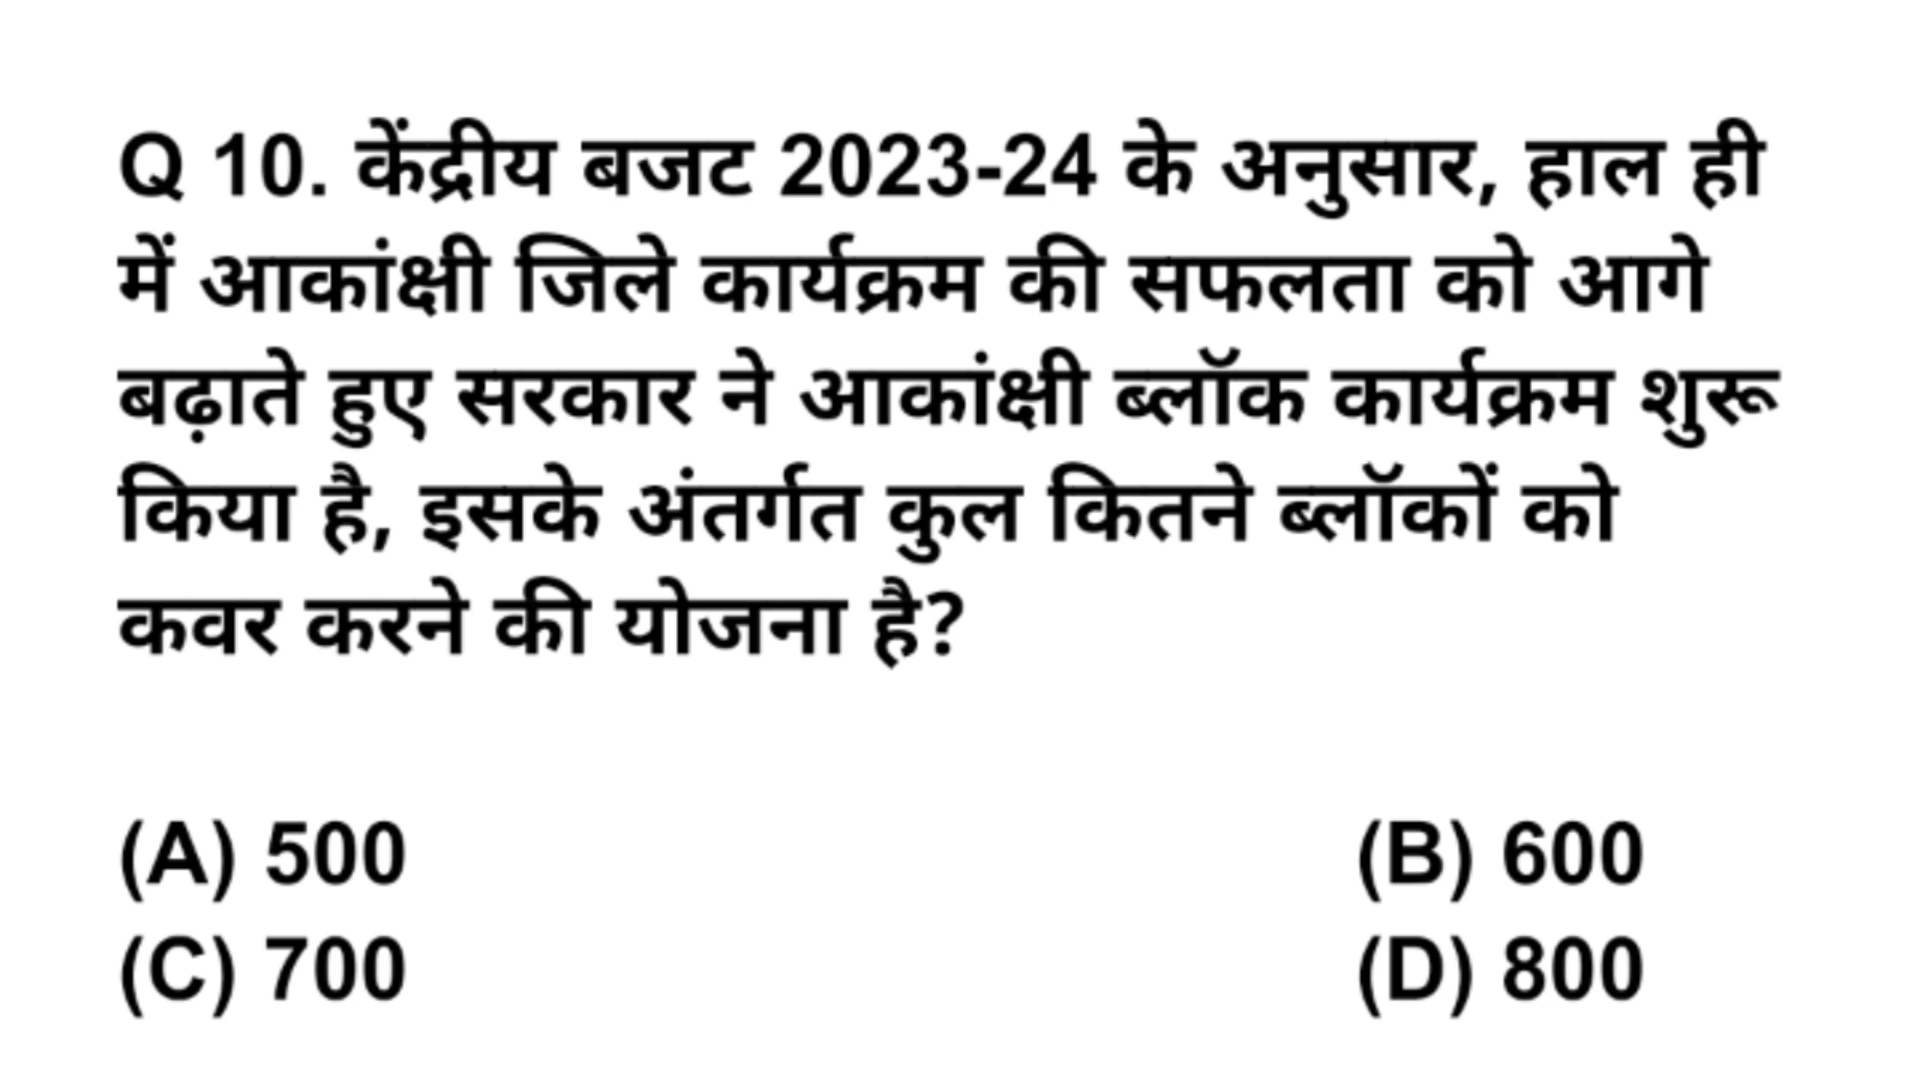 Q 10. केंद्रीय बजट 2023-24 के अनुसार, हाल ही
में आकांक्षी जिले कार्यक्रम की सफलता को आगे
बढ़ाते हुए सरकार ने आकांक्षी ब्लॉक कार्यक्रम शुरू
किया है, इसके अंतर्गत कुल कितने ब्लॉकों को
कवर करने की योजना है?
(A) 500 (B) 600
(C) 700 (D) 800